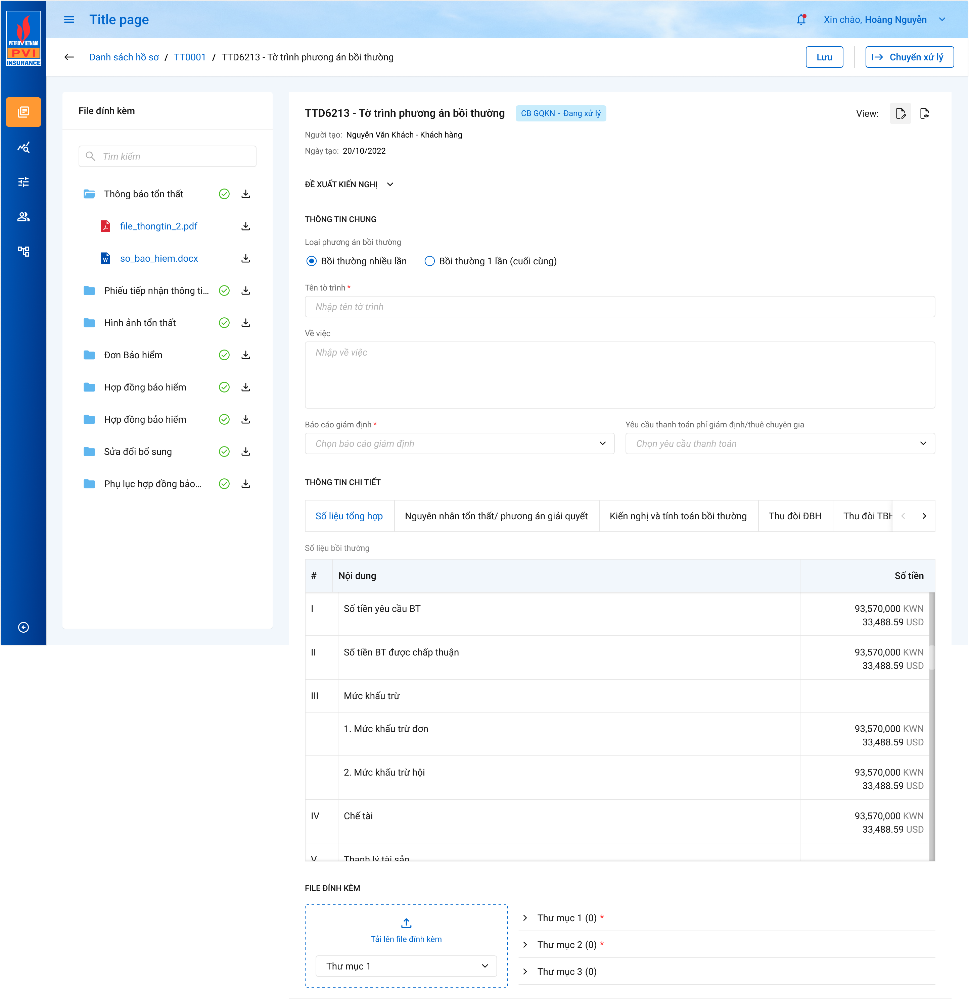 PETROVIETNAM
PVI
INSURANCE
Title page
Xin chào, Hoàng Nguyễn
Danh sách hồ sơ / TT0001 / TTD6213 - Tờ trình phương án bồi thường
Lưu
Chuyển xử lý
File đính kèm
Tìm kiếm
Thông báo tổn thất
file_thongtin_2.pdf
so_bao_hiem.docx
Phiếu tiếp nhận thông ti...
Hình ảnh tổn thất
Đơn Bảo hiểm
Hợp đồng bảo hiểm
Hợp đồng bảo hiểm
Sửa đổi bổ sung
Phụ lục hợp đồng bảo...
TTD6213 - Tờ trình phương án bồi thường
CB GQKN - Đang xử lý
View:
Người tạo: Nguyễn Văn Khách - Khách hàng
Ngày tạo: 20/10/2022
ĐỀ XUẤT KIẾN NGHỊ
THÔNG TIN CHUNG
Loại phương án bồi thường
Bồi thường nhiều lần
Bồi thường 1 lần (cuối cùng)
Tên tờ trình *
Nhập tên tờ trình
Về việc
Nhập về việc
Báo cáo giám định *
Chọn báo cáo giám định
Yêu cầu thanh toán phí giám định/thuê chuyên gia
Chọn yêu cầu thanh toán
THÔNG TIN CHI TIẾT
Số liệu tổng hợp
Nguyên nhân tổn thất/ phương án giải quyết
Kiến nghị và tính toán bồi thường
Thu đòi ĐBH
Thu đòi TBH
Số liệu bồi thường
# Nội dung Số tiền
I Số tiền yêu cầu BT 93,570,000 KWN
33,488.59 USD
II Số tiền BT được chấp thuận 93,570,000 KWN
33,488.59 USD
III Mức khấu trừ
1. Mức khấu trừ đơn 93,570,000 KWN
33,488.59 USD
2. Mức khấu trừ hội 93,570,000 KWN
33,488.59 USD
IV Chế tài 93,570,000 KWN
33,488.59 USD
V Thanh lý tài sản
FILE ĐÍNH KÈM
Tải lên file đính kèm
Thư mục 1
Thư mục 1 (0) *
Thư mục 2 (0) *
Thư mục 3 (0)